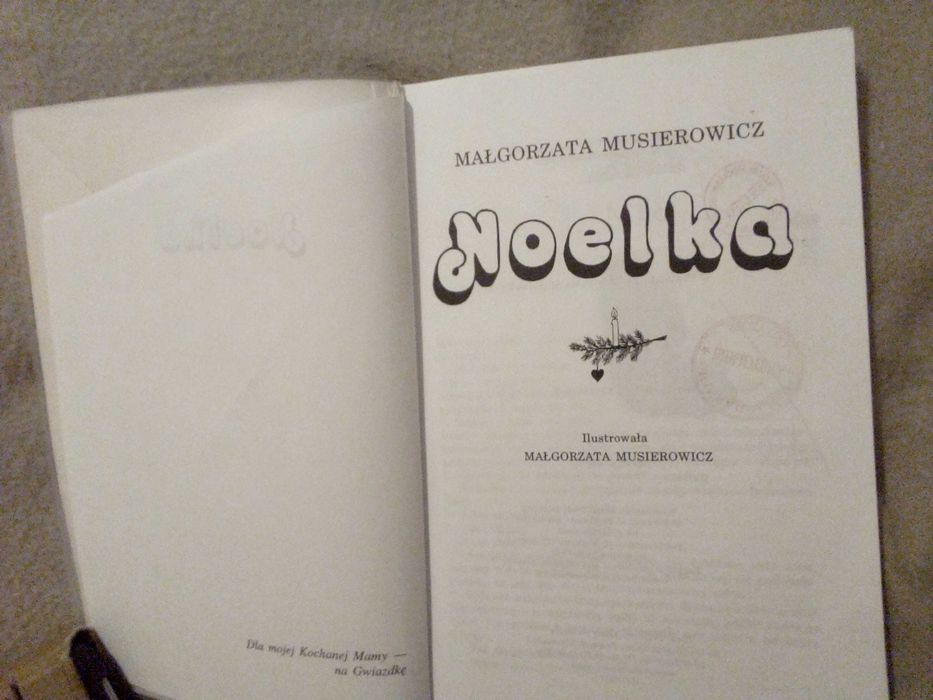 Dla mojej Kochanej Mamy —
na Gwiazdkę
MAŁGORZATA MUSIEROWICZ
Noelka
Ilustrowała
MAŁGORZATA MUSIEROWICZ